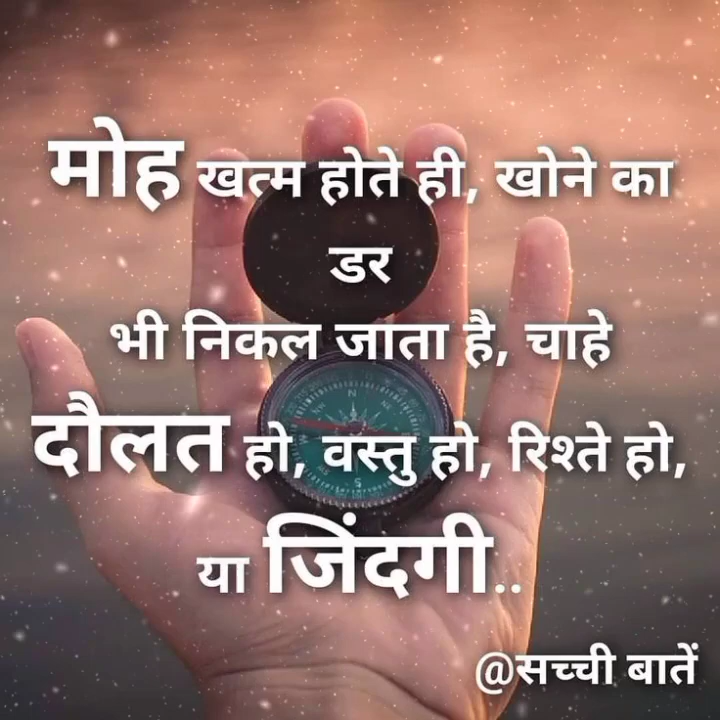 मोह खत्म होते ही, खोने का
डर
भी निकल जाता है, चाहे
दौलत हो, वस्तु हो, रिश्ते हो,
या जिंदगी..
@सच्ची बातें
N
S